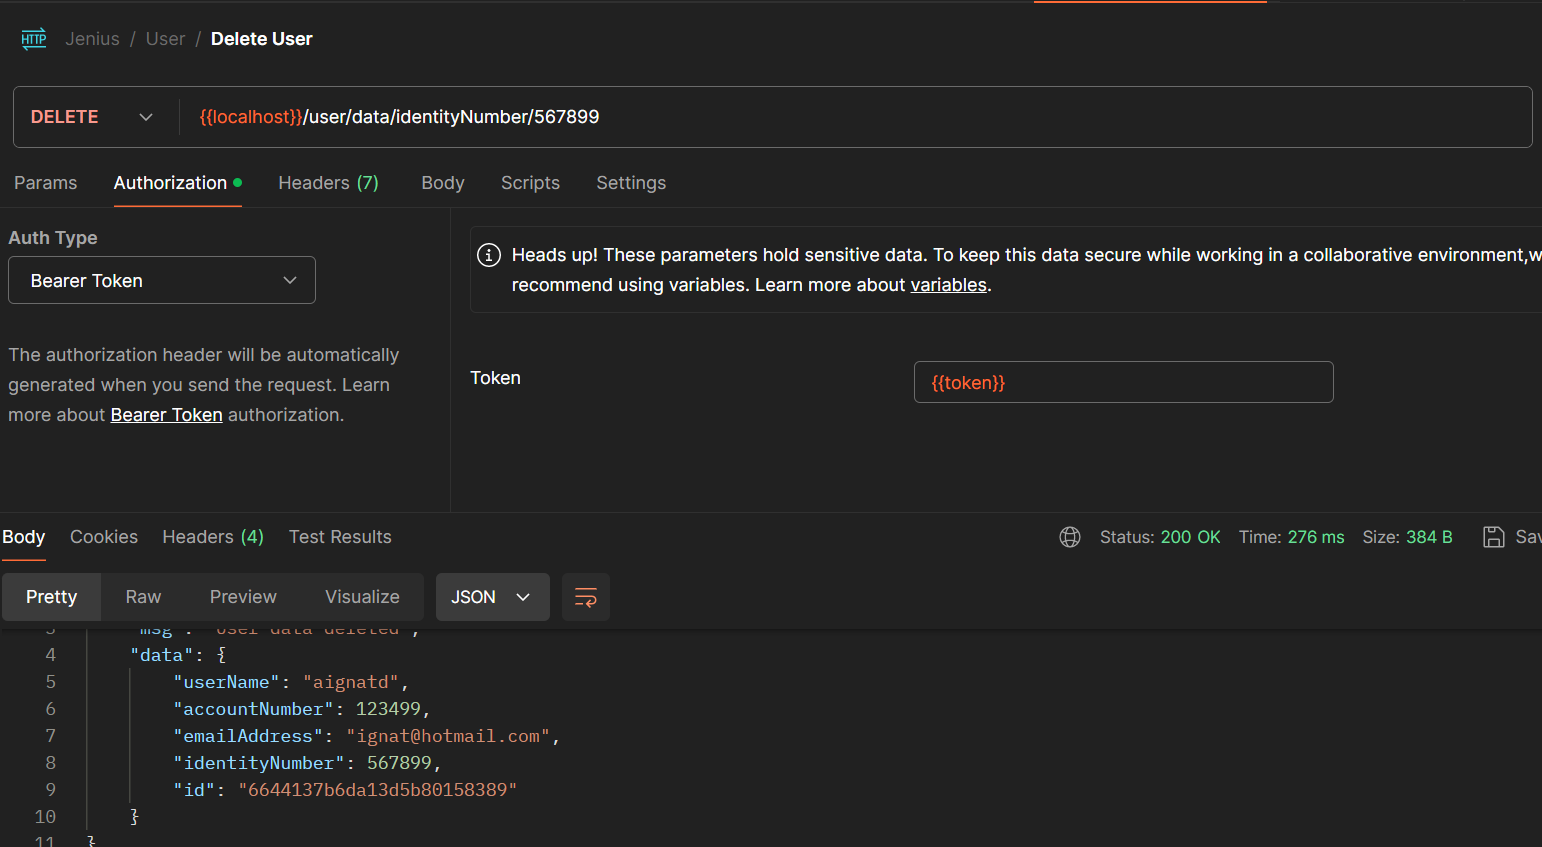 HTTP Jenius / User / Delete User
DELETE {{localhost}}/user/data/identityNumber/567899
Params Authorization Headers (7) Body Scripts Settings
Auth Type
Bearer Token
The authorization header will be automatically
generated when you send the request. Learn
more about Bearer Token authorization.
Heads up! These parameters hold sensitive data. To keep this data secure while working in a collaborative environment,w
recommend using variables. Learn more about variables.
Token {{token}}
Body Cookies Headers (4) Test Results Status: 200 OK Time: 276 ms Size: 384 B Sav
Pretty Raw Preview Visualize JSON
3 "msg": "User data deleted",
4 "data": {
5 "userName": "aignatd",
6 "accountNumber": 123499,
7 "emailAddress": "ignat@hotmail.com",
8 "identityNumber": 567899,
9 "id": "6644137b6da13d5b80158389"
10 }
11 }